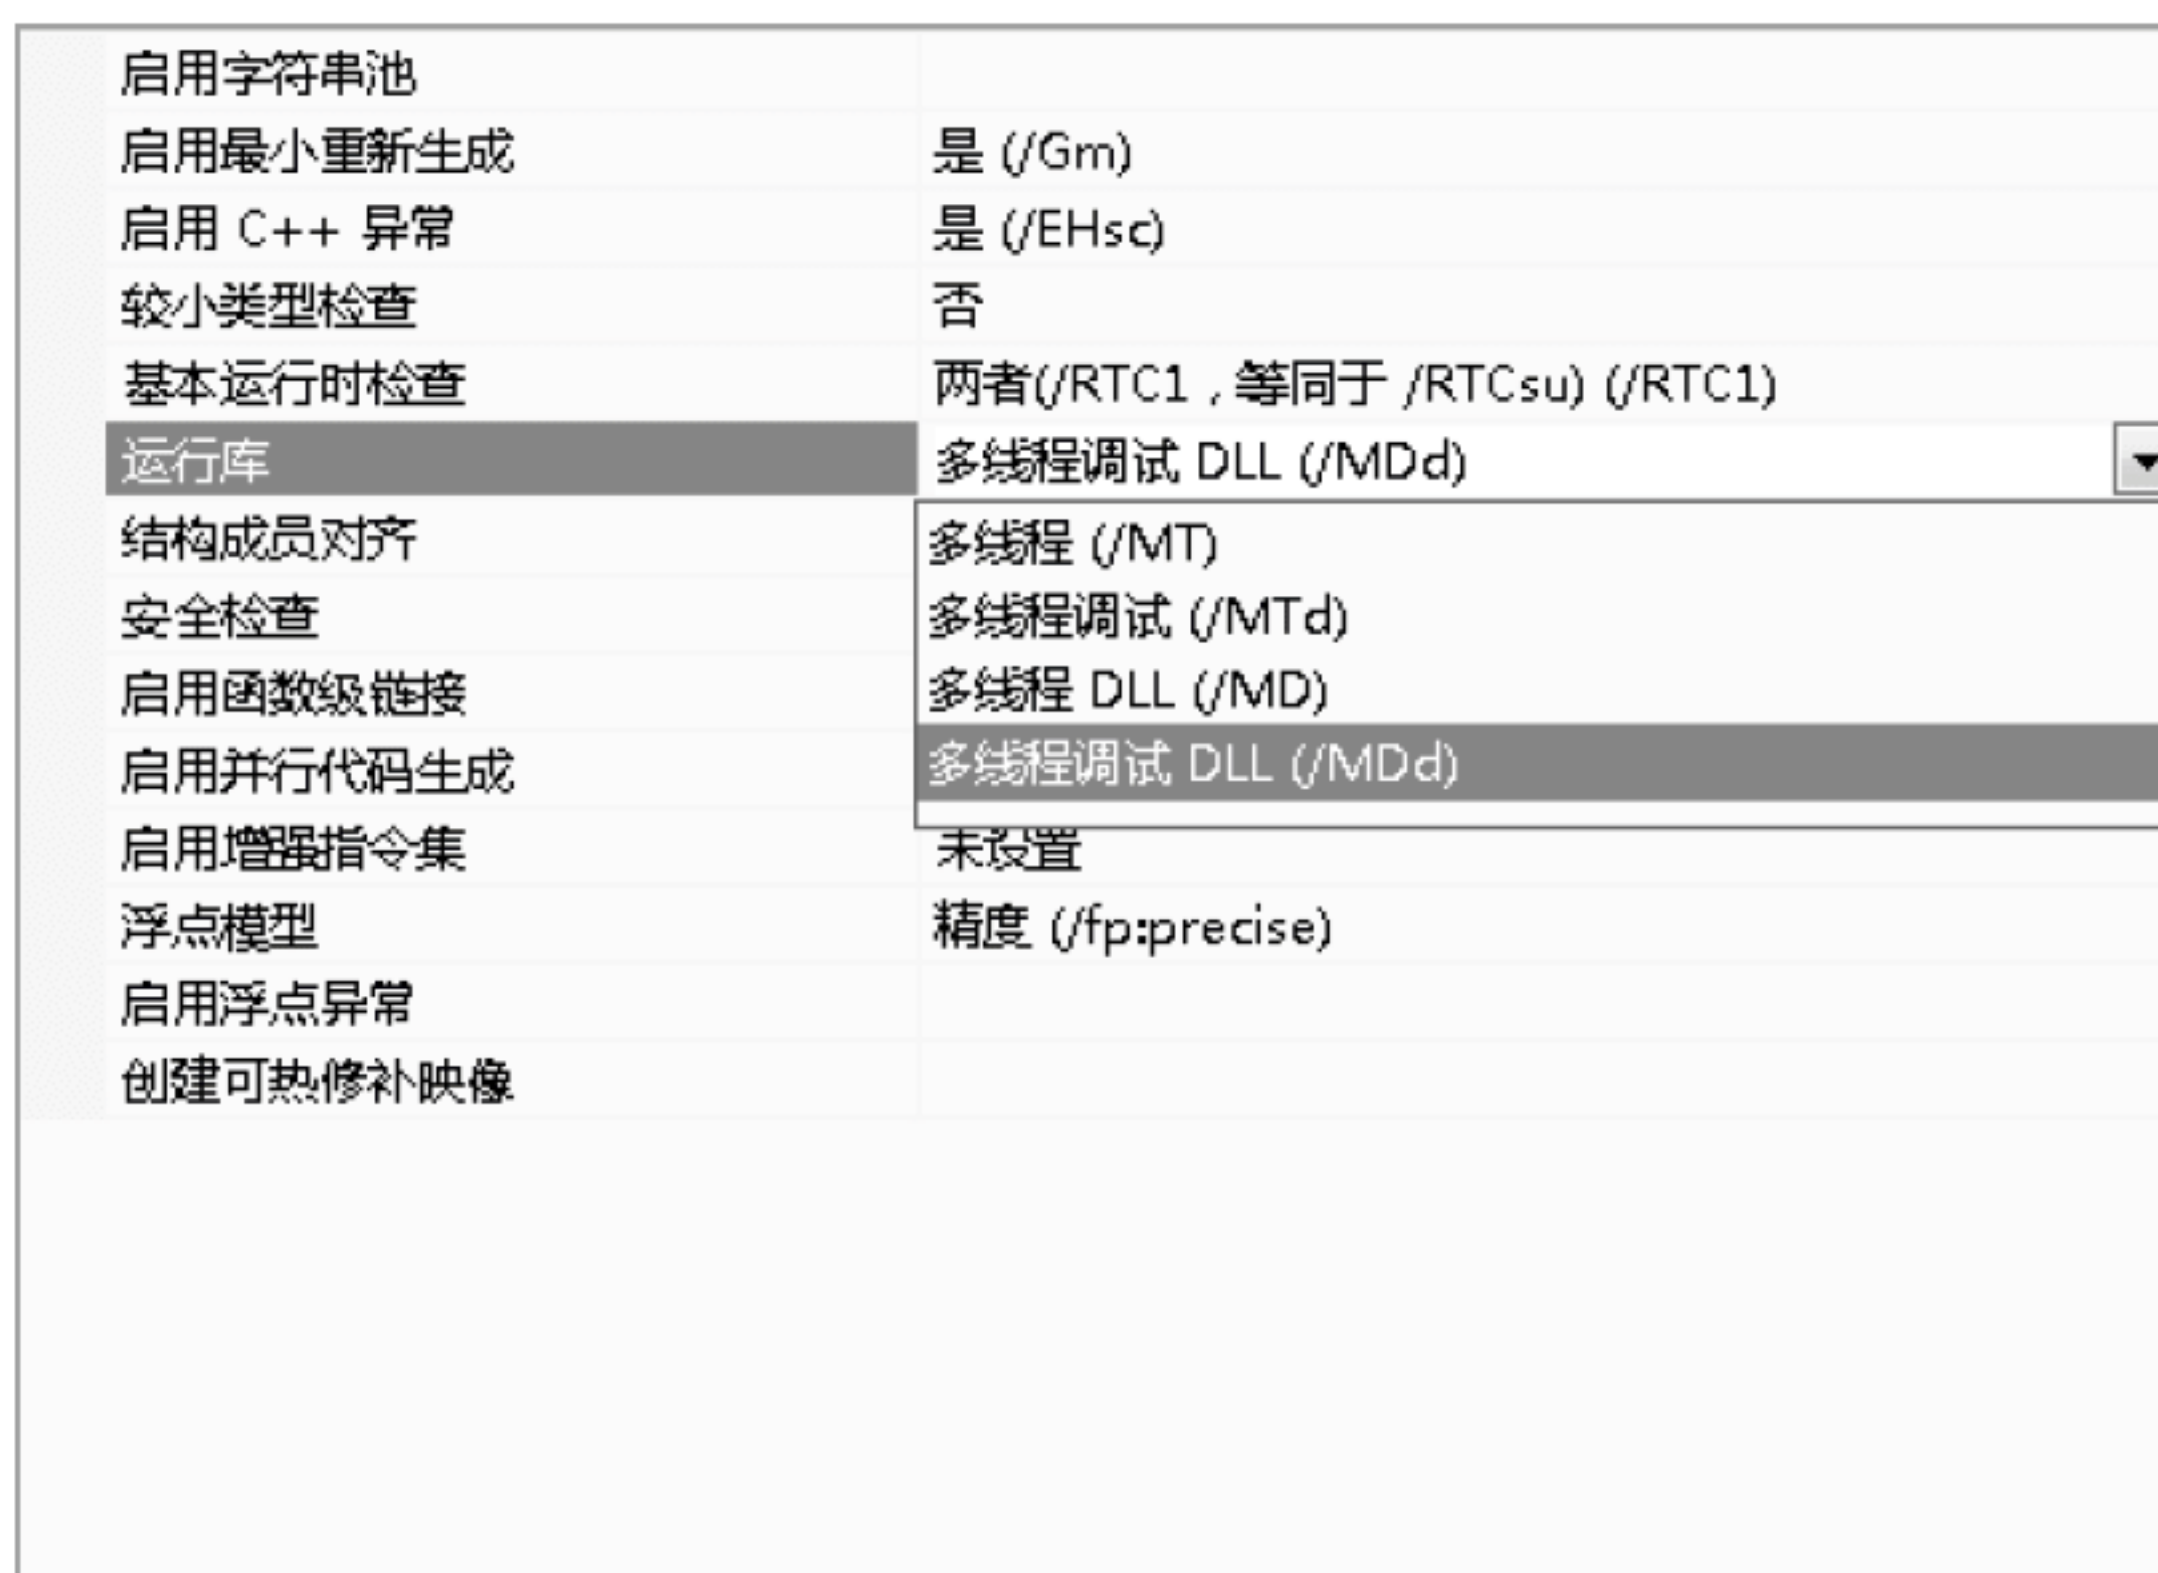 启用字符串池
启用最小重新生成 是 (/Gm)
启用 C++ 异常 是 (/EHsc)
较小类型检查 否
基本运行时检查 两者(/RTC1，等同于 /RTCsu) (/RTC1)
运行库 多线程调试 DLL (/MDd)
结构成员对齐 多线程 (/MT)
安全检查 多线程调试 (/MTd)
启用函数级链接 多线程 DLL (/MD)
启用并行代码生成 多线程调试 DLL (/MDd)
启用增强指令集 未设置
浮点模型 精度 (/fp:precise)
启用浮点异常
创建可热修补映像